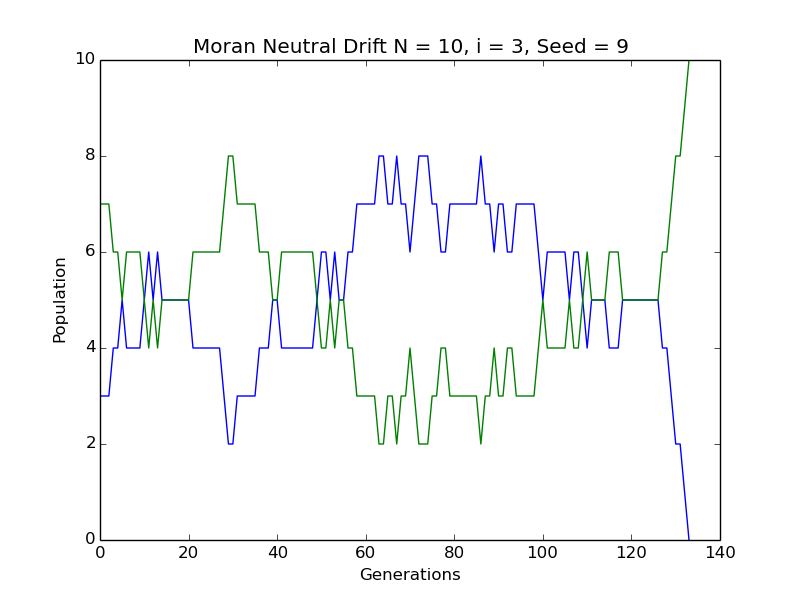 Moran Neutral Drift N = 10, i = 3, Seed = 9
10
8
6
4
2
0
Population
0 20 40 60 80 100 120 140
Generations